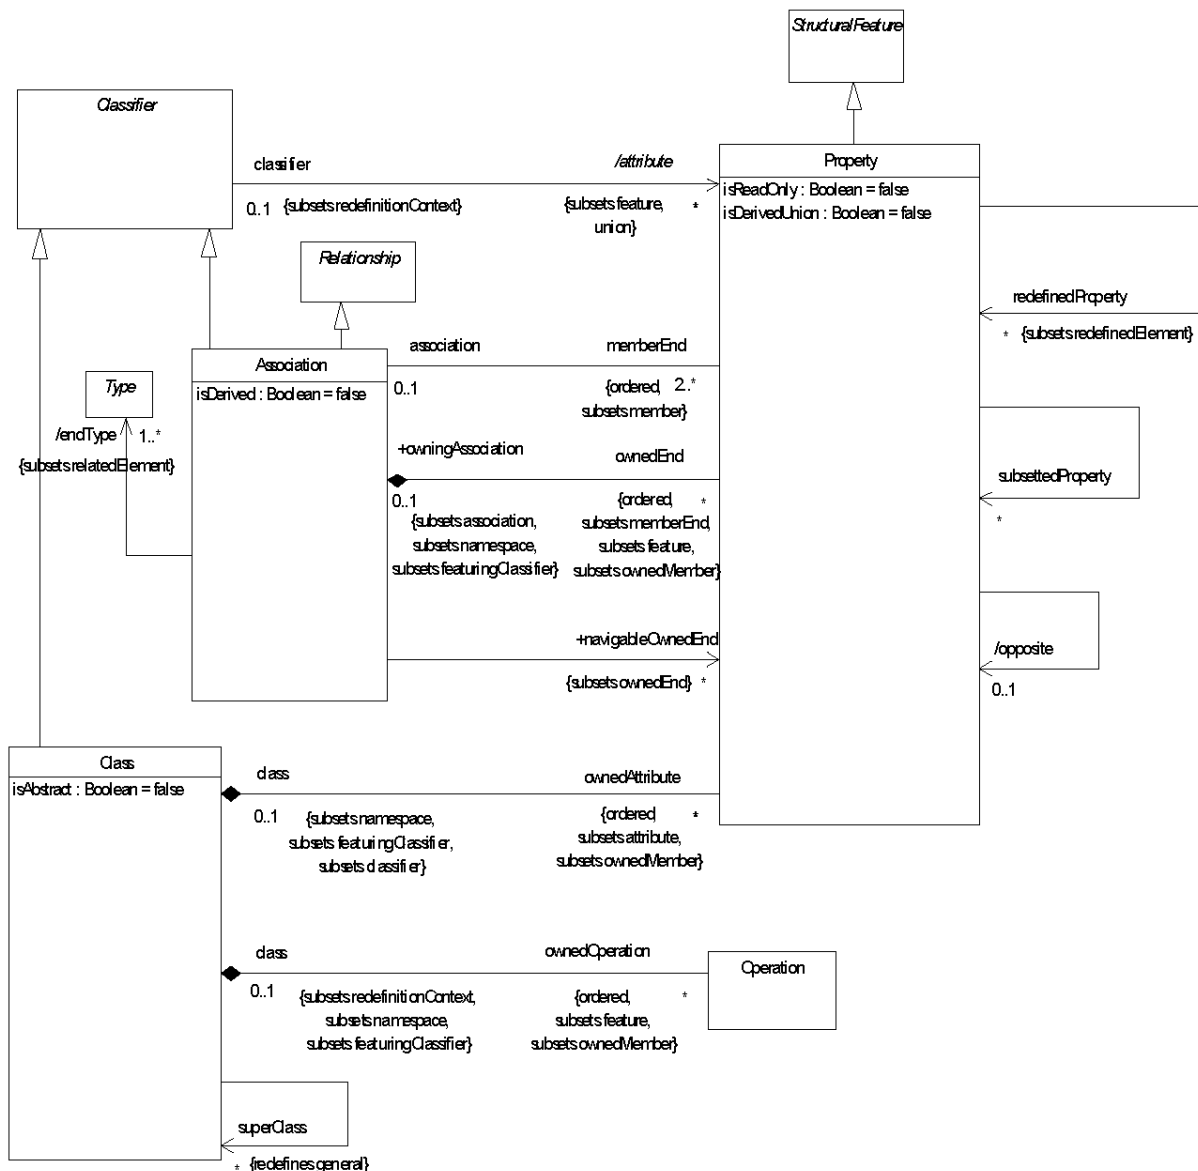 StructuralFeature
Classifier
classifier
/attribute
0..1
{subsets redefinitionContext}
{subsets feature,
union}
*
Property
isReadOnly : Boolean = false
isDerivedUnion : Boolean = false
Relationship
redefinedProperty
*
{subsets redefinedElement}
association
memberEnd
0..1
{ordered,
subsets member}
2..*
Association
isDerived : Boolean = false
Type
/endType
1..*
{subsets relatedElement}
+owningAssociation
ownedEnd
0..1
{subsets association,
subsets namespace,
subsets featuringClassifier}
{ordered,
subsets memberEnd,
subsets feature,
subsets ownedMember}
*
subsettedProperty
*
+navigableOwnedEnd
{subsets ownedEnd}
*
/opposite
0..1
Class
isAbstract : Boolean = false
class
ownedAttribute
0..1
{subsets namespace,
subsets featuringClassifier,
subsets classifier}
{ordered,
subsets attribute,
subsets ownedMember}
*
class
ownedOperation
0..1
{subsets redefinitionContext,
subsets namespace,
subsets featuringClassifier}
{ordered,
subsets feature,
subsets ownedMember}
*
Operation
superClass
*
{redefines general}